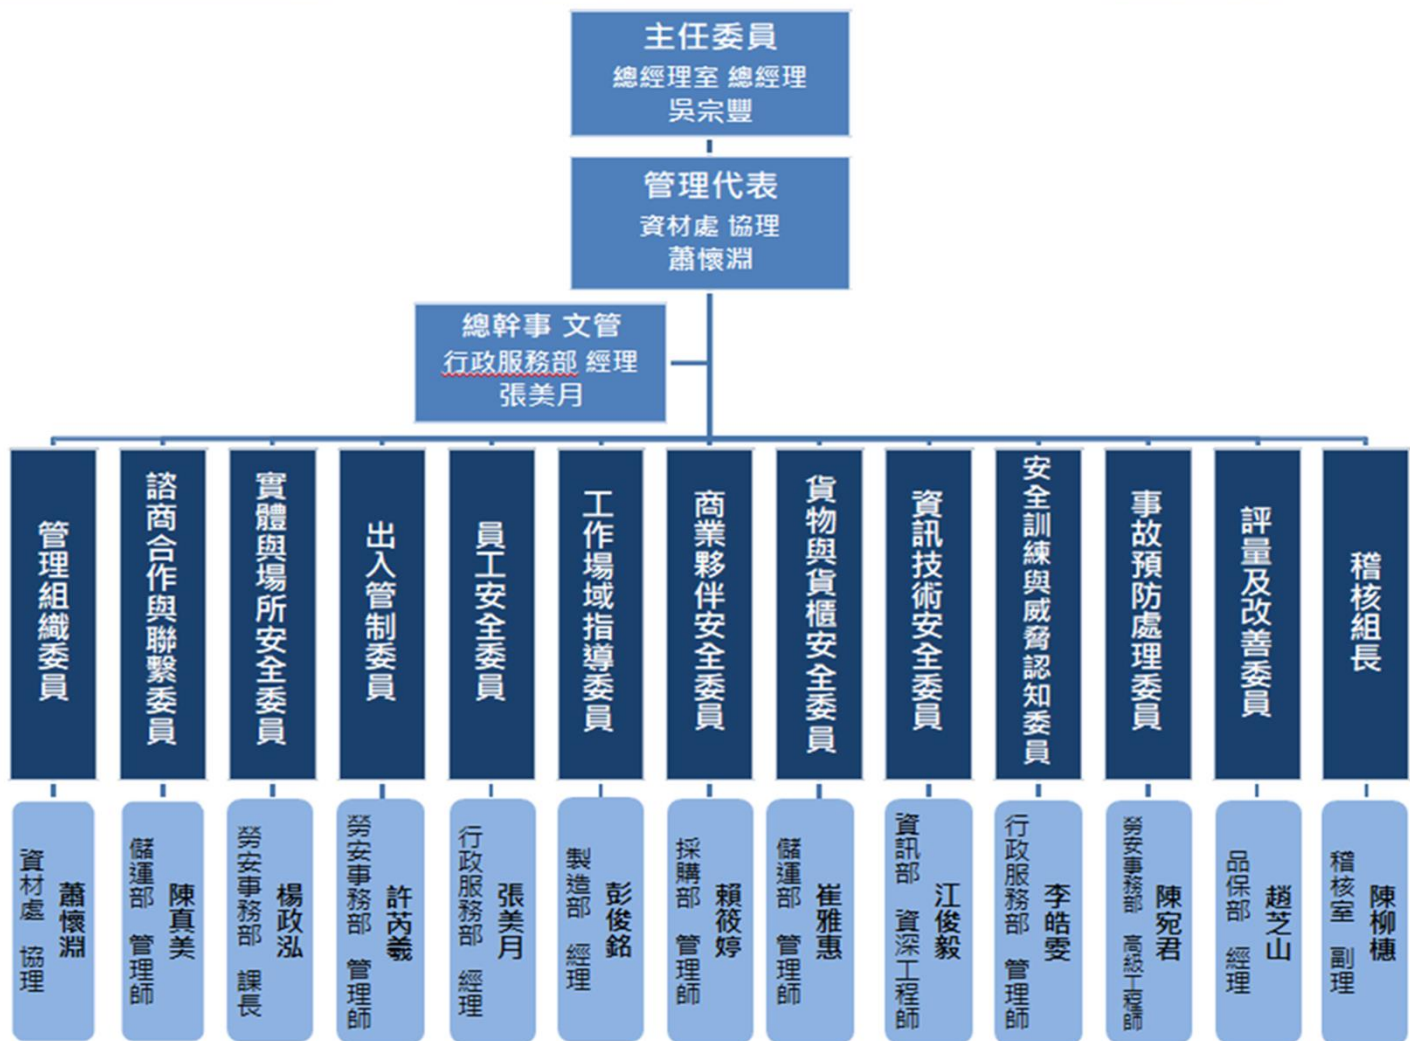 主任委員
總經理室 總經理
吳宗豐
管理代表
資材處 協理
蕭懷淵
總幹事 文管
行政服務部 經理
張美月
管理組織委員
諮商合作與聯繫委員
實體與場所安全委員
出入管制委員
員工安全委員
工作場域指導委員
商業夥伴安全委員
貨物與貨櫃安全委員
資訊技術安全委員
安全訓練與威脅認知委員
事故預防處理委員
評量及改善委員
稽核組長
蕭懷淵
資材處 協理
陳真美
儲運部 管理師
楊政泓
勞安事務部 課長
許芮羲
勞安事務部 管理師
張美月
行政服務部 經理
彭俊銘
製造部 經理
賴筱婷
採購部 管理師
崔雅惠
儲運部 管理師
江俊毅
資訊部 資深工程師
李皓雯
行政服務部 管理師
陳宛君
勞安事務部 高級工程師
趙芝山
品保部 經理
陳柳橞
稽核室 副理